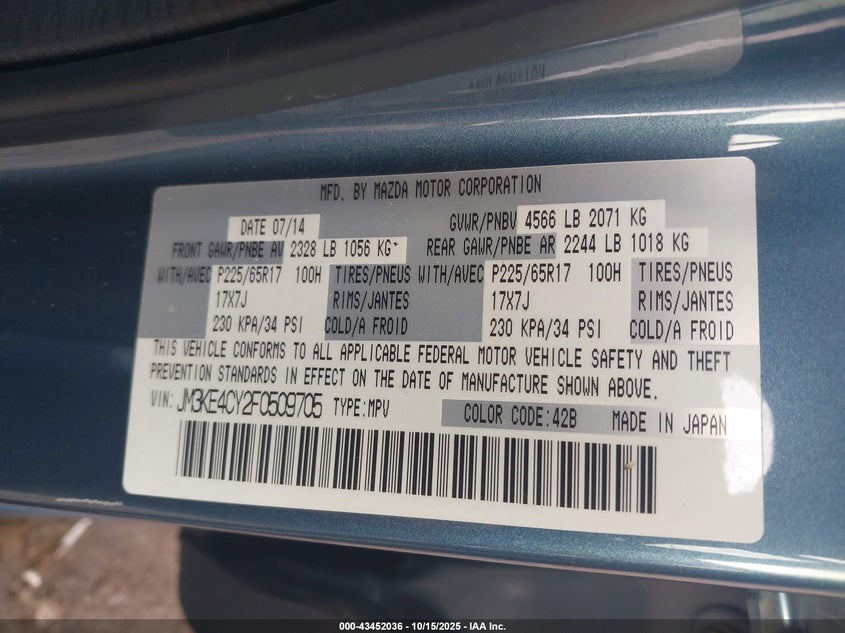 MFD. BY MAZDA MOTOR CORPORATION
DATE 07/14 GVWR/PNBV 4566 LB 2071 KG
FRONT GAWR/PNBE AV 2328 LB 1056 KG* REAR GAWR/PNBE AR 2244 LB 1018 KG
WITH/AVEC P225/65R17 100H TIRES/PNEUS WITH/AVEC P225/65R17 100H TIRES/PNEUS
17X7J RIMS/JANTES 17X7J RIMS/JANTES
230 KPA/34 PSI COLD/A FROID 230 KPA/34 PSI COLD/A FROID
THIS VEHICLE CONFORMS TO ALL APPLICABLE FEDERAL MOTOR VEHICLE SAFETY AND THEFT
PREVENTION STANDARDS IN EFFECT ON THE DATE OF MANUFACTURE SHOWN ABOVE.
VIN: JM3KE4CY2F0509705 TYPE:MPV COLOR CODE:42B MADE IN JAPAN
000-43452036 - 10/15/2025 - IAA Inc.